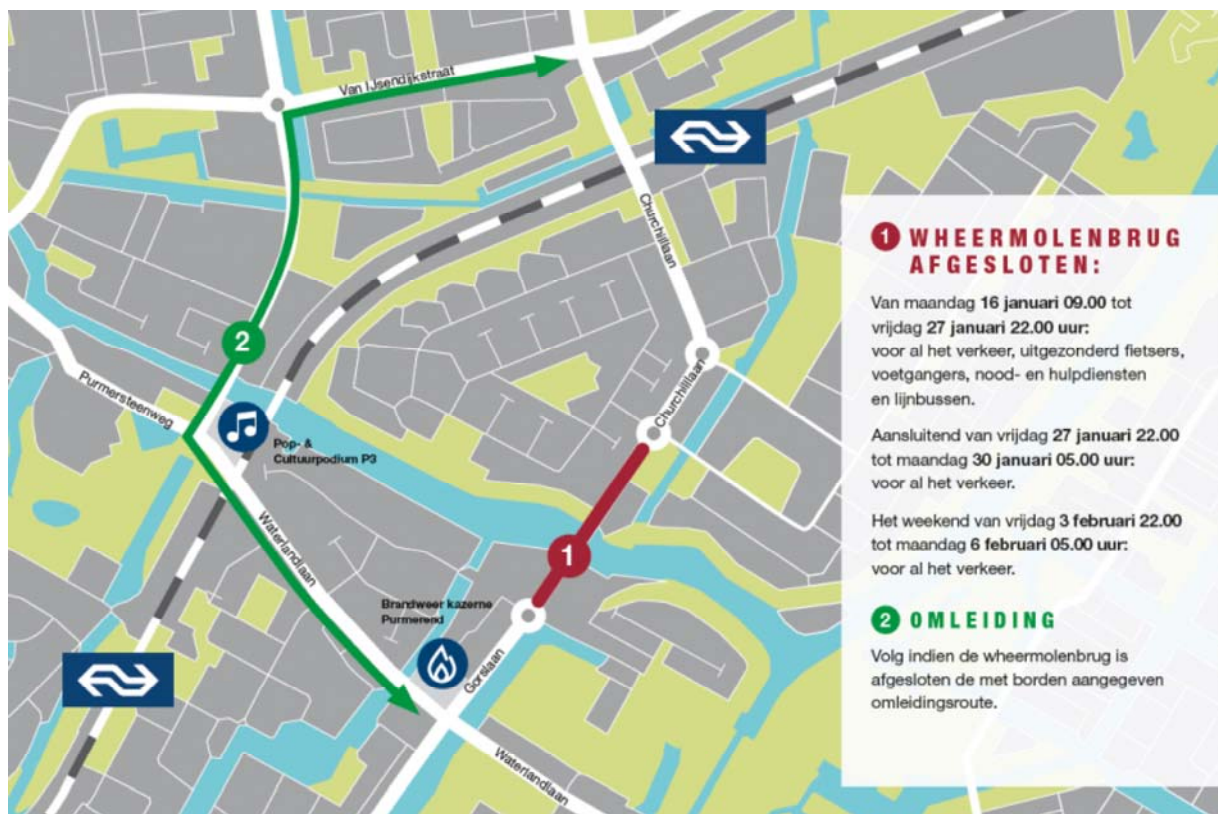 Van IJsendijkstraat
Churchillaan
Churchilllaan
Purmersteenweg
2
Pop- &
Cultuurpodium P3
Waterlandlaan
1
Brandweer kazerne
Purmerend
Gorslaan
Waterlandlaan
1 WHEERMOLENBRUG
AFGESLOTEN:
Van maandag 16 januari 09.00 tot
vrijdag 27 januari 22.00 uur:
voor al het verkeer, uitgezonderd fietsers,
voetgangers, nood- en hulpdiensten
en lijnbussen.
Aansluitend van vrijdag 27 januari 22.00
tot maandag 30 januari 05.00 uur:
voor al het verkeer.
Het weekend van vrijdag 3 februari 22.00
tot maandag 6 februari 05.00 uur:
voor al het verkeer.
2 OMLEIDING
Volg indien de wheermolenbrug is
afgesloten de met borden aangegeven
omleidingsroute.